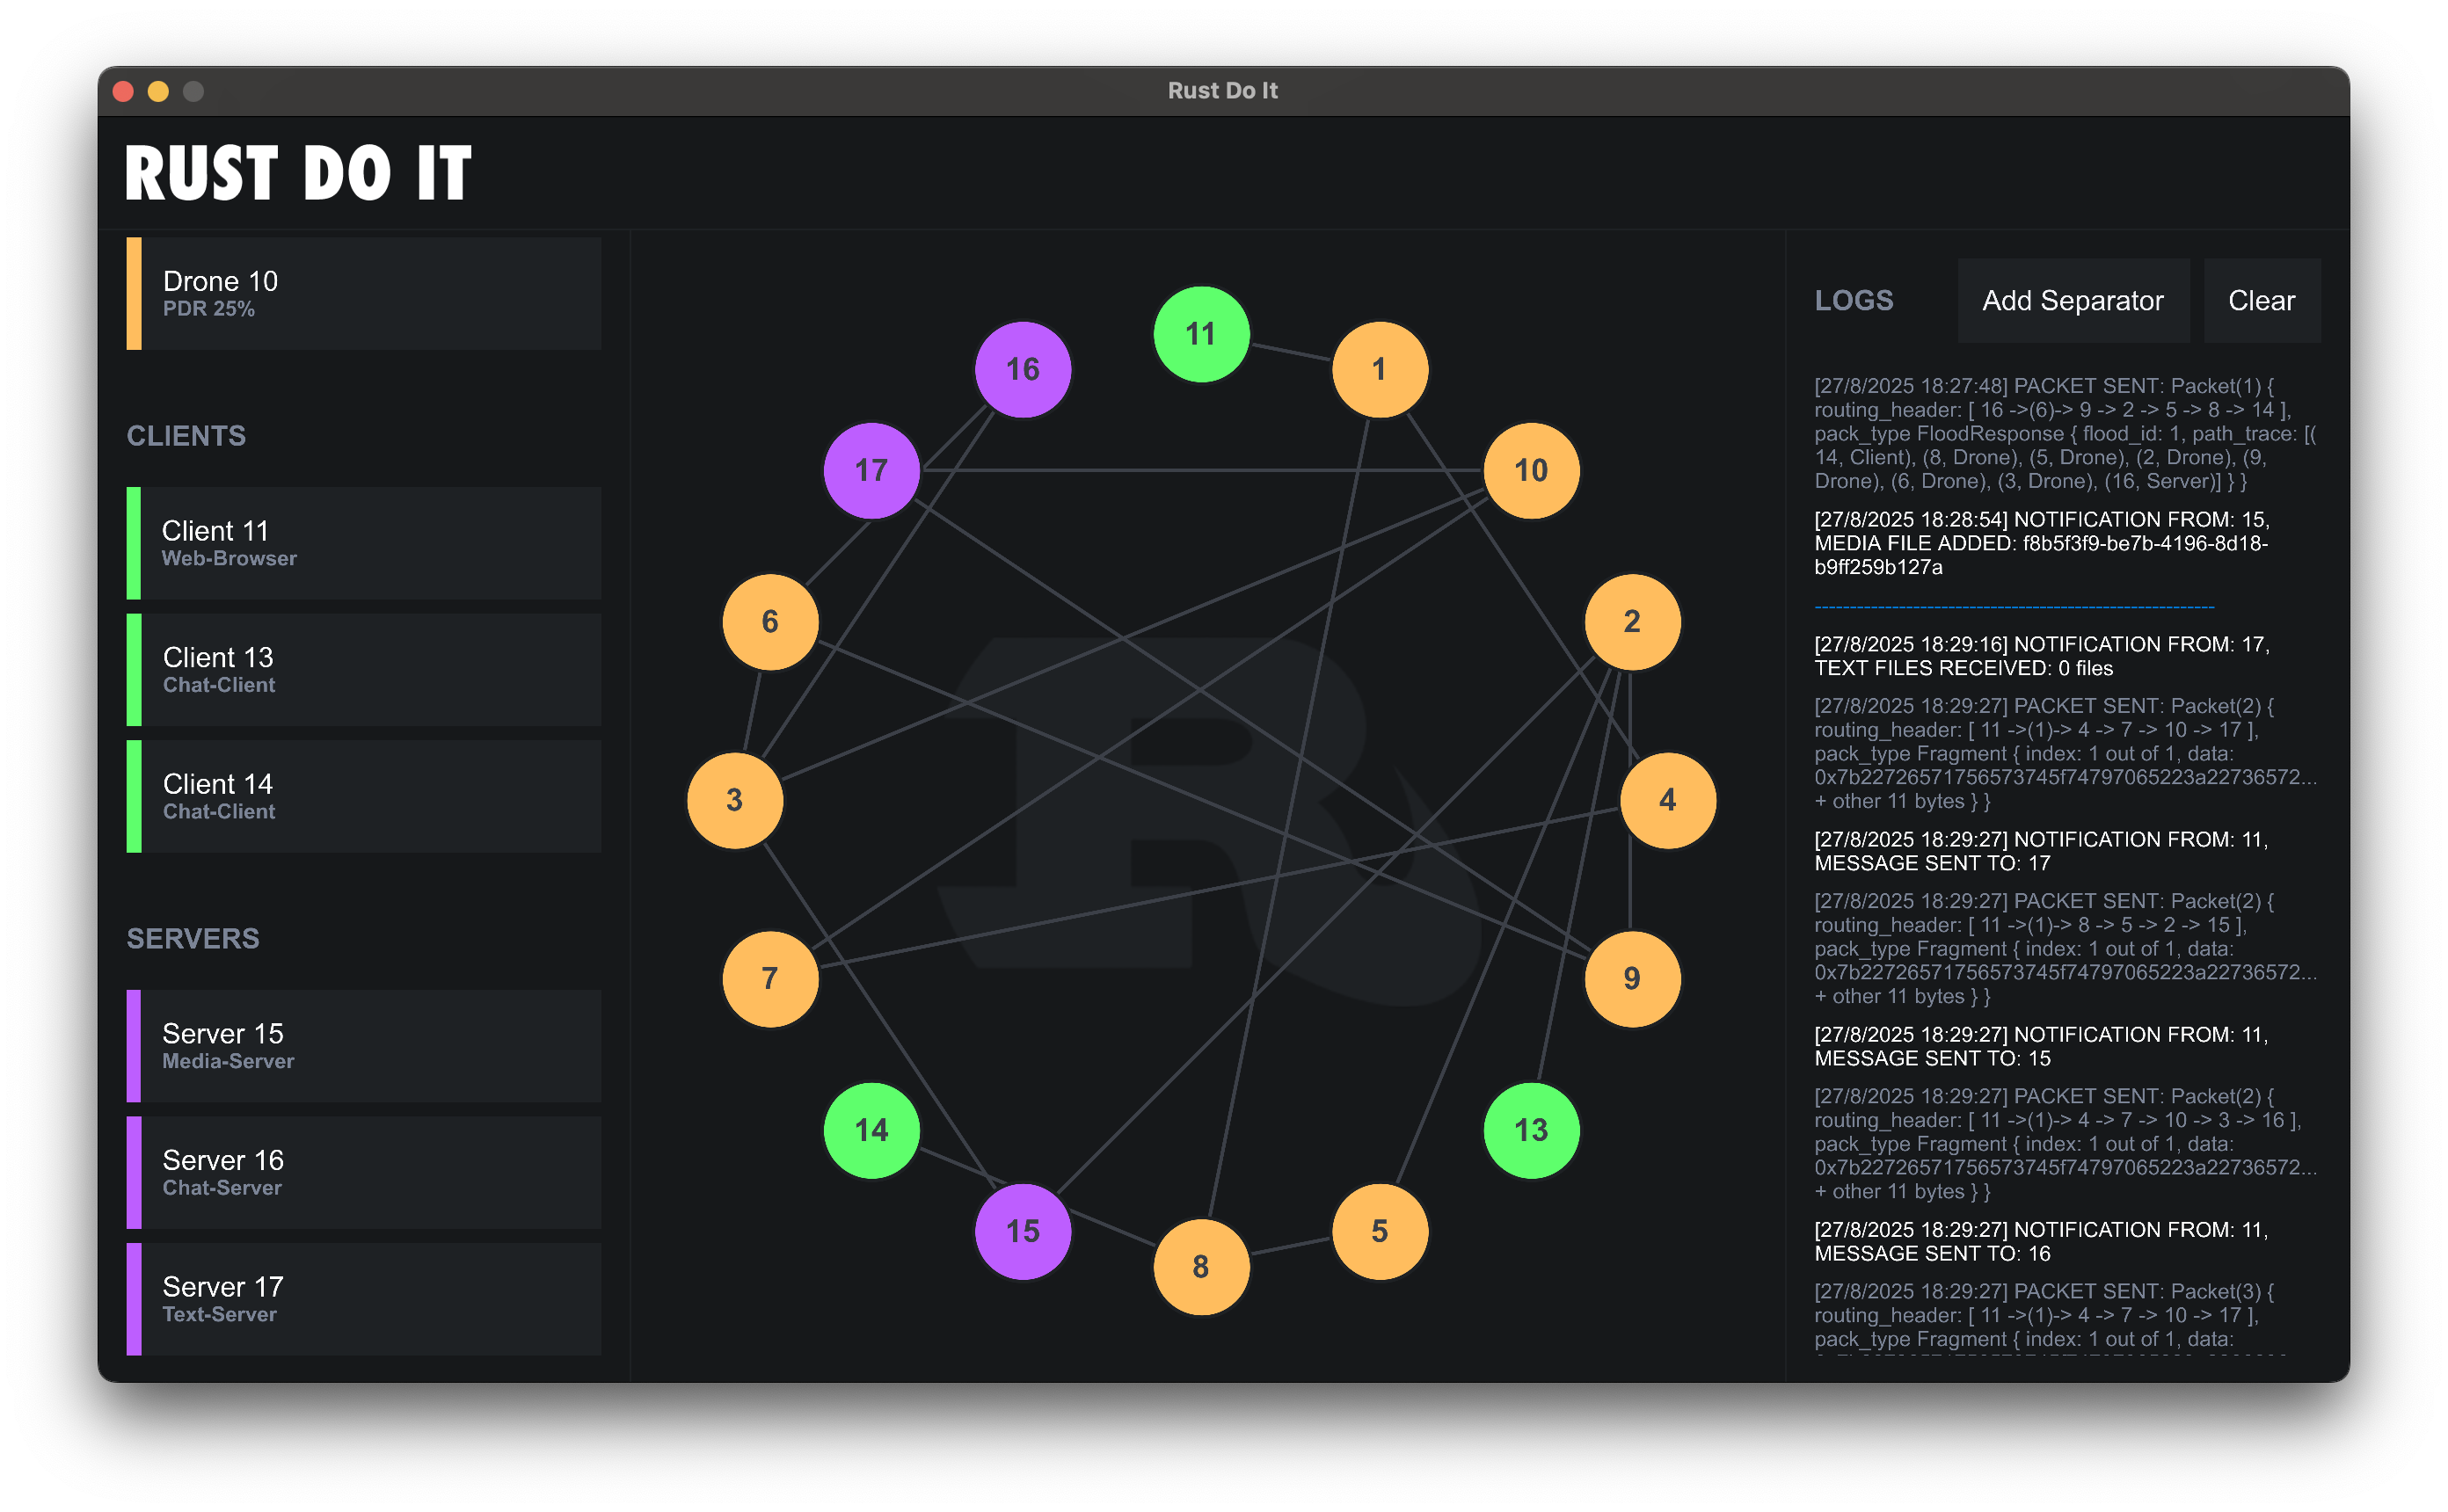 Rust Do It
RUST DO IT
Drone 10
PDR 25%
CLIENTS
Client 11
Web-Browser
Client 13
Chat-Client
Client 14
Chat-Client
SERVERS
Server 15
Media-Server
Server 16
Chat-Server
Server 17
Text-Server
11
16
1
17
10
6
2
3
4
7
9
14
13
15
5
8
LOGS
Add Separator
Clear
[27/8/2025 18:27:48] PACKET SENT: Packet(1) {
routing_header: [ 16 ->(6)-> 9 -> 2 -> 5 -> 8 -> 14 ],
pack_type FloodResponse { flood_id: 1, path_trace: [(
14, Client), (8, Drone), (5, Drone), (2, Drone), (9,
Drone), (6, Drone), (3, Drone), (16, Server)] } }
[27/8/2025 18:28:54] NOTIFICATION FROM: 15,
MEDIA FILE ADDED: f8b5f3f9-be7b-4196-8d18-
b9ff259b127a
---------------------------------------------------------
[27/8/2025 18:29:16] NOTIFICATION FROM: 17,
TEXT FILES RECEIVED: 0 files
[27/8/2025 18:29:27] PACKET SENT: Packet(2) {
routing_header: [ 11 ->(1)-> 4 -> 7 -> 10 -> 17 ],
pack_type Fragment { index: 1 out of 1, data:
0x7b22726571756573745f74797065223a22736572...
+ other 11 bytes } }
[27/8/2025 18:29:27] NOTIFICATION FROM: 11,
MESSAGE SENT TO: 17
[27/8/2025 18:29:27] PACKET SENT: Packet(2) {
routing_header: [ 11 ->(1)-> 8 -> 5 -> 2 -> 15 ],
pack_type Fragment { index: 1 out of 1, data:
0x7b22726571756573745f74797065223a22736572...
+ other 11 bytes } }
[27/8/2025 18:29:27] NOTIFICATION FROM: 11,
MESSAGE SENT TO: 15
[27/8/2025 18:29:27] PACKET SENT: Packet(2) {
routing_header: [ 11 ->(1)-> 4 -> 7 -> 10 -> 3 -> 16 ],
pack_type Fragment { index: 1 out of 1, data:
0x7b22726571756573745f74797065223a22736572...
+ other 11 bytes } }
[27/8/2025 18:29:27] NOTIFICATION FROM: 11,
MESSAGE SENT TO: 16
[27/8/2025 18:29:27] PACKET SENT: Packet(3) {
routing_header: [ 11 ->(1)-> 4 -> 7 -> 10 -> 17 ],
pack_type Fragment { index: 1 out of 1, data: